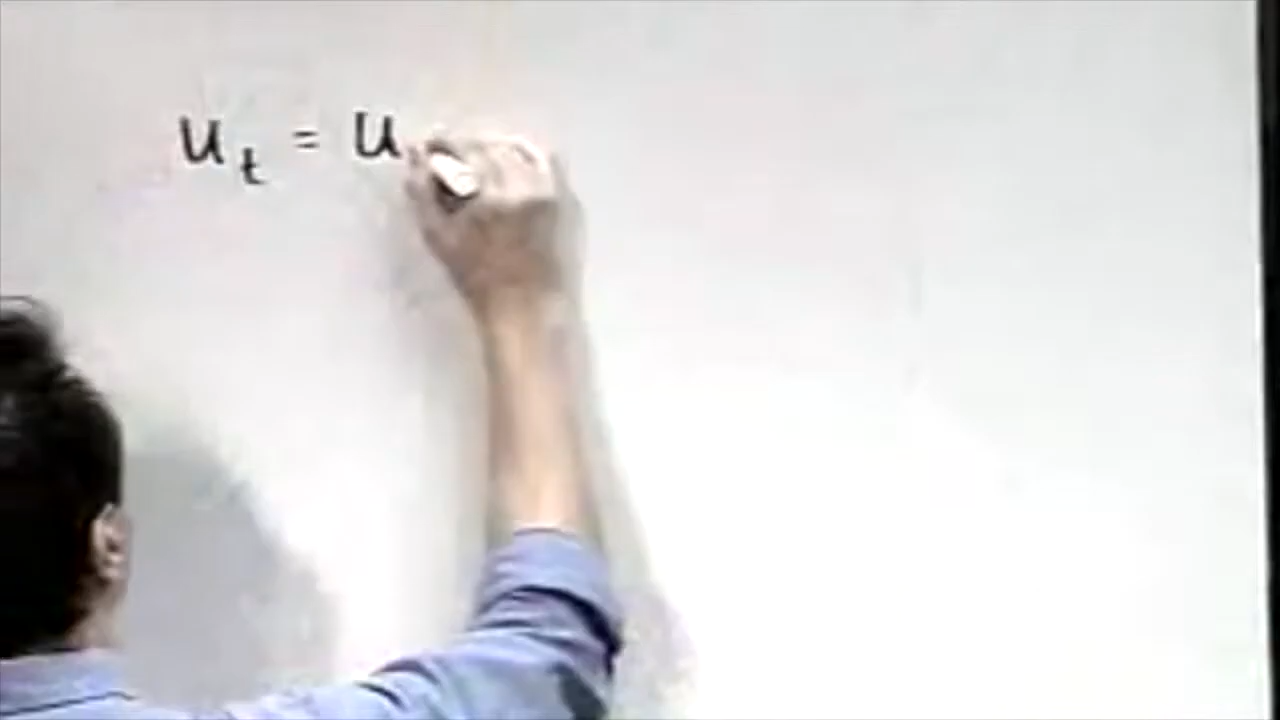 u_t = u